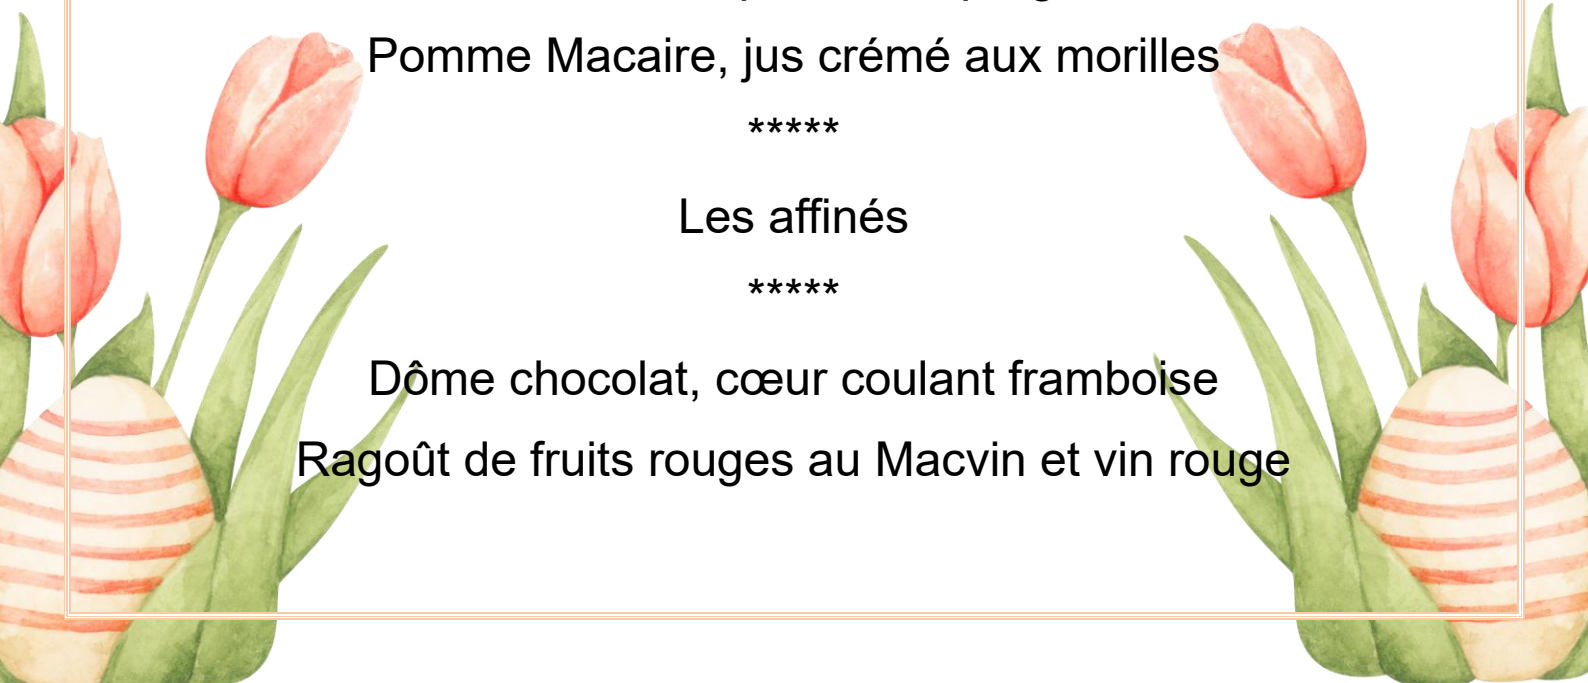 Pomme Macaire, jus crémé aux morilles
*****
Les affinés
*****
Dôme chocolat, cœur coulant framboise
Ragoût de fruits rouges au Macvin et vin rouge